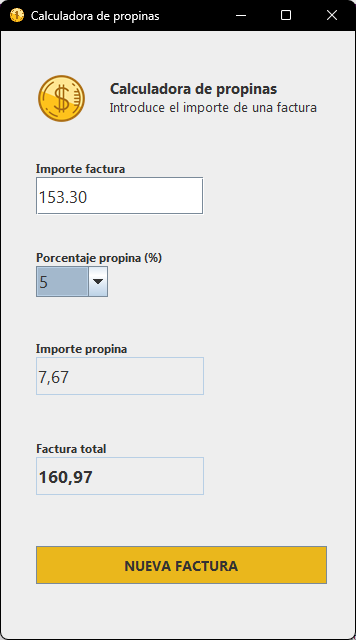 Calculadora de propinas
$
Calculadora de propinas
Introduce el importe de una factura
Importe factura
153.30
Porcentaje propina (%)
5
Importe propina
7,67
Factura total
160,97
NUEVA FACTURA